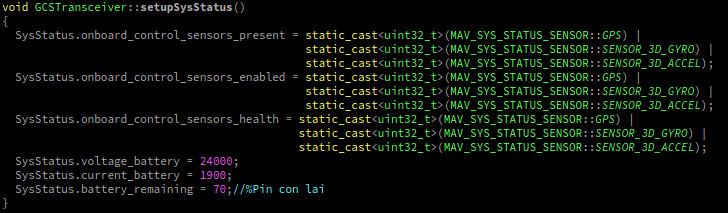 void GCSTransceiver::setupSysStatus()
{
  SysStatus.onboard_control_sensors_present = static_cast<uint32_t>(MAV_SYS_STATUS_SENSOR::GPS) |
                                              static_cast<uint32_t>(MAV_SYS_STATUS_SENSOR::SENSOR_3D_GYRO) |
                                              static_cast<uint32_t>(MAV_SYS_STATUS_SENSOR::SENSOR_3D_ACCEL);
  SysStatus.onboard_control_sensors_enabled = static_cast<uint32_t>(MAV_SYS_STATUS_SENSOR::GPS) |
                                              static_cast<uint32_t>(MAV_SYS_STATUS_SENSOR::SENSOR_3D_GYRO) |
                                              static_cast<uint32_t>(MAV_SYS_STATUS_SENSOR::SENSOR_3D_ACCEL);
  SysStatus.onboard_control_sensors_health = static_cast<uint32_t>(MAV_SYS_STATUS_SENSOR::GPS) |
                                             static_cast<uint32_t>(MAV_SYS_STATUS_SENSOR::SENSOR_3D_GYRO) |
                                             static_cast<uint32_t>(MAV_SYS_STATUS_SENSOR::SENSOR_3D_ACCEL);
  SysStatus.voltage_battery = 24000;
  SysStatus.current_battery = 1900;
  SysStatus.battery_remaining = 70;//%Pin con lai
}